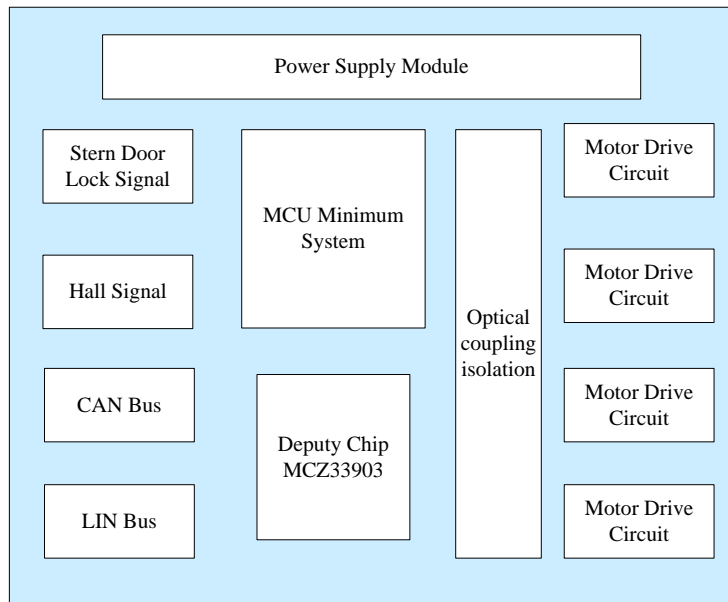 Power Supply Module
Stern Door
Lock Signal
Hall Signal
CAN Bus
LIN Bus
MCU Minimum
System
Deputy Chip
MCZ33903
Optical
coupling
isolation
Motor Drive
Circuit
Motor Drive
Circuit
Motor Drive
Circuit
Motor Drive
Circuit